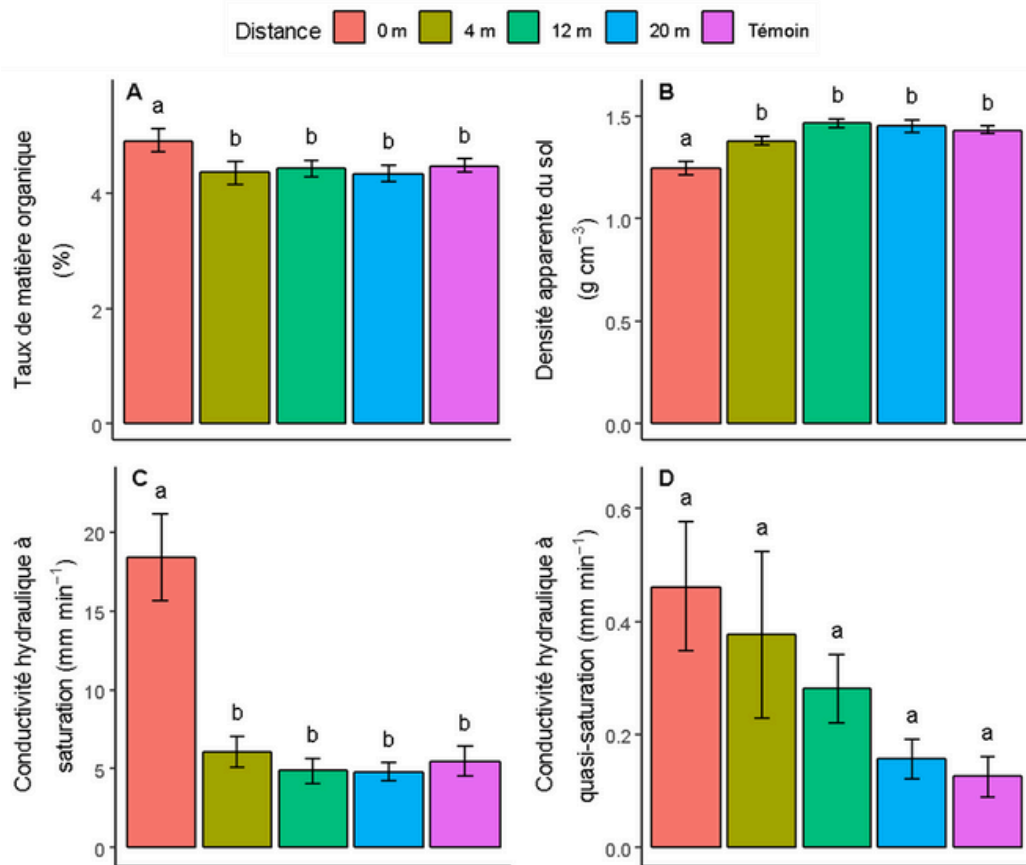 Distance 0 m 4 m 12 m 20 m Témoin
A
a
b
b
b
b
Taux de matière organique
(%)
4
2
0
B
a
b
b
b
b
Densité apparente du sol
(g cm−3)
1.5
1.0
0.5
0.0
C
a
b
b
b
b
Conductivité hydraulique à
saturation (mm min−1)
20
15
10
5
0
D
a
a
a
a
a
Conductivité hydraulique à
quasi-saturation (mm min−1)
0.6
0.4
0.2
0.0